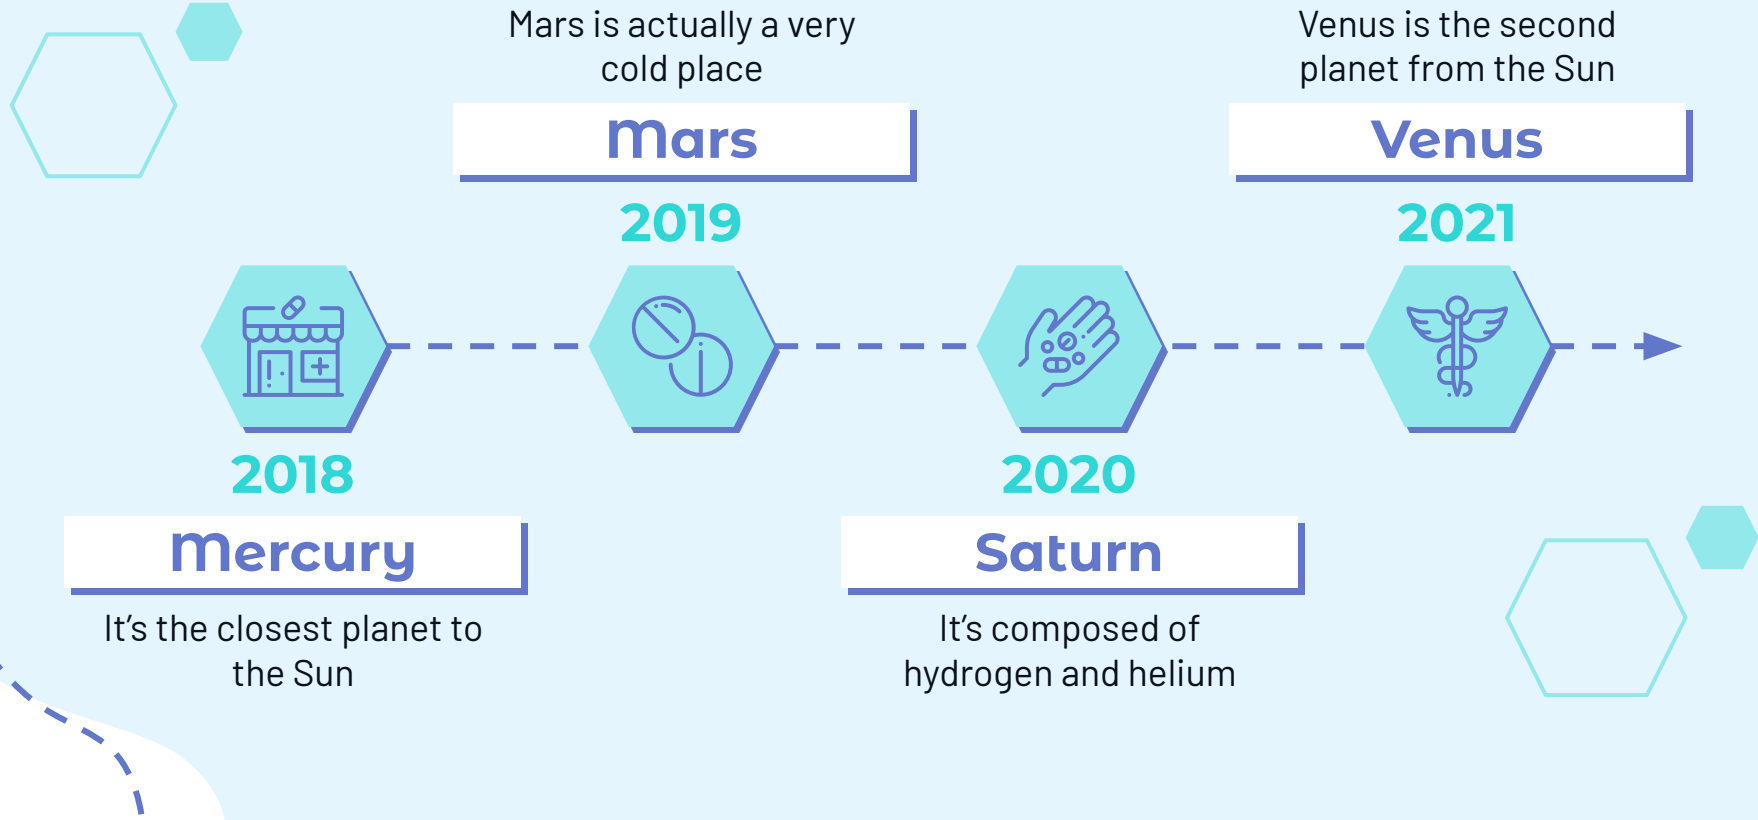 Mars is actually a very
cold place
Mars
2019
Venus is the second
planet from the Sun
Venus
2021
2018
Mercury
It’s the closest planet to
the Sun
2020
Saturn
It’s composed of
hydrogen and helium